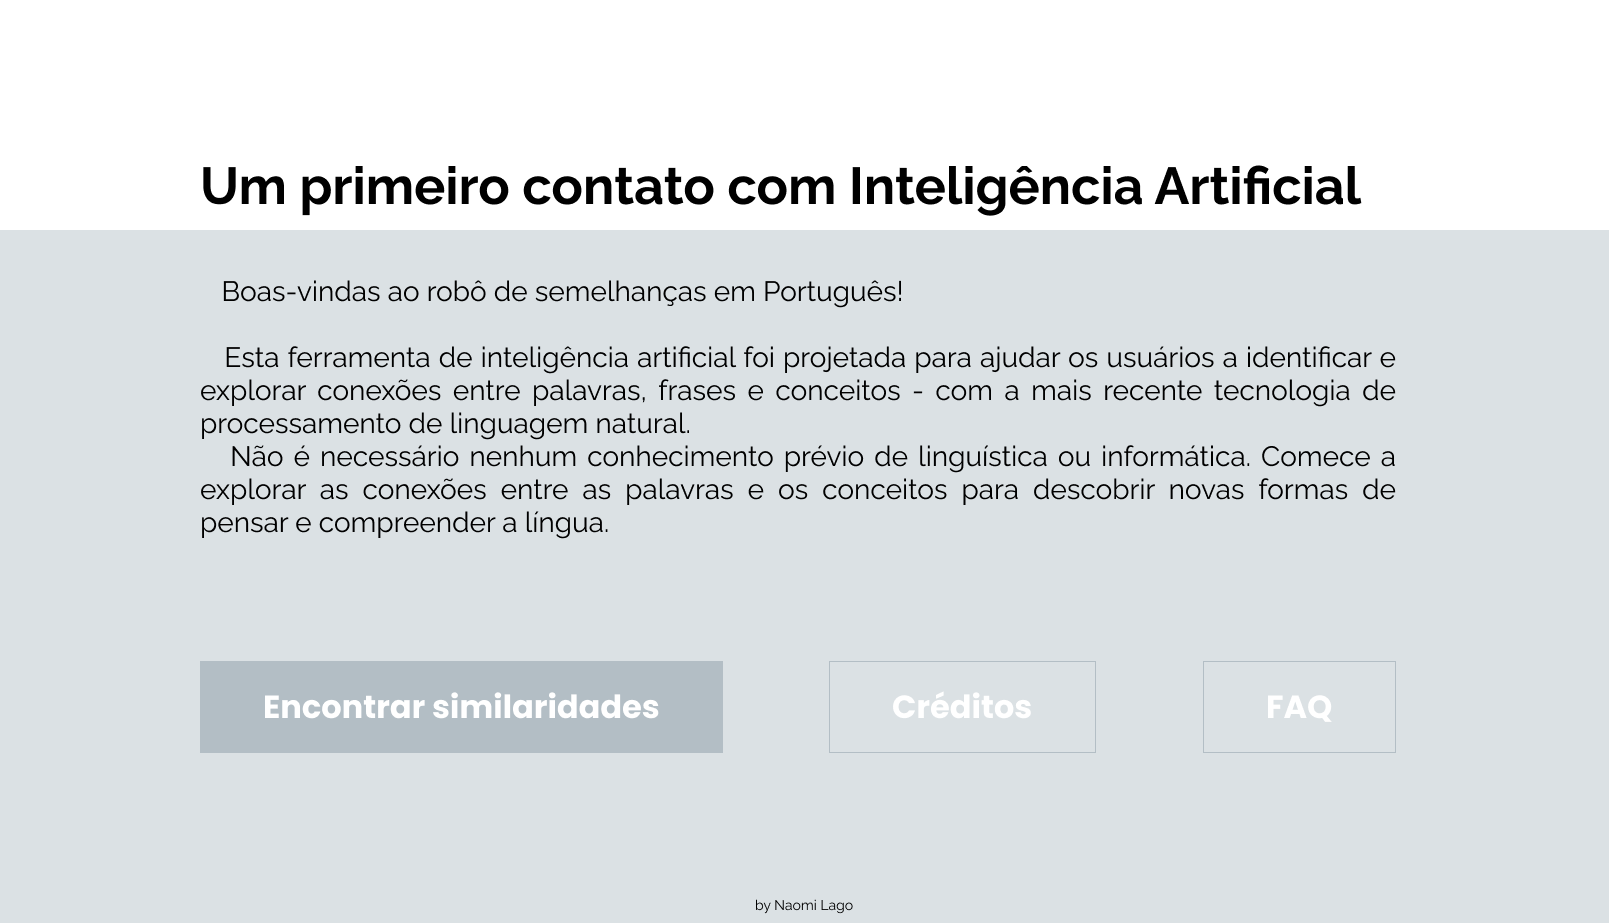 Um primeiro contato com Inteligência Artificial
Boas-vindas ao robô de semelhanças em Português!
Esta ferramenta de inteligência artificial foi projetada para ajudar os usuários a identificar e
explorar conexões entre palavras, frases e conceitos - com a mais recente tecnologia de
processamento de linguagem natural.
Não é necessário nenhum conhecimento prévio de linguística ou informática. Comece a
explorar as conexões entre as palavras e os conceitos para descobrir novas formas de
pensar e compreender a língua.
Encontrar similaridades
Créditos
FAQ
by Naomi Lago